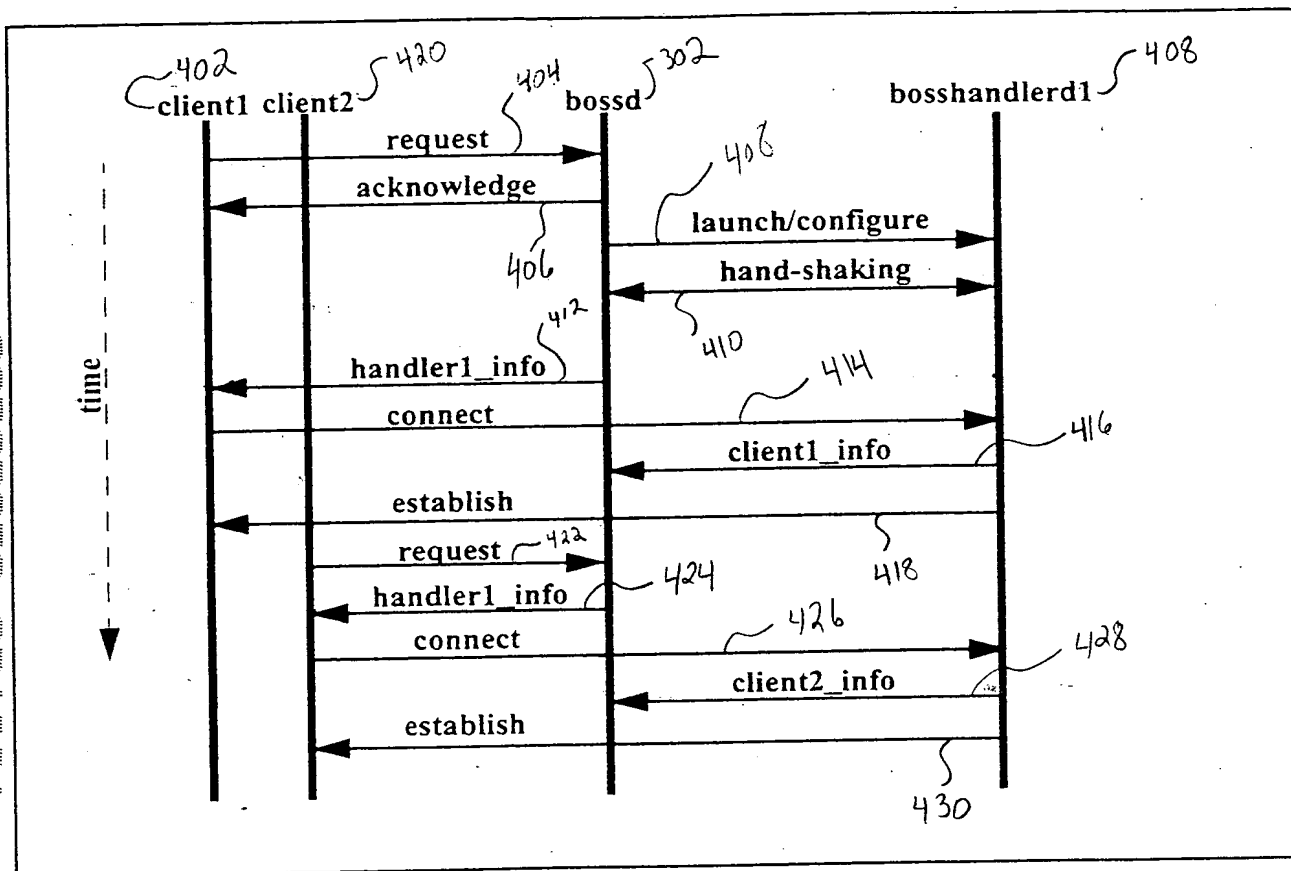 402 420 404 302 408
client1 client2 bossd bosshandlerd1
request
acknowledge
406
408
launch/configure
hand-shaking
410
412
handler1_info
414
connect
416
client1_info
establish
418
request 422
424
handler1_info
426
connect
428
client2_info
establish
430
time